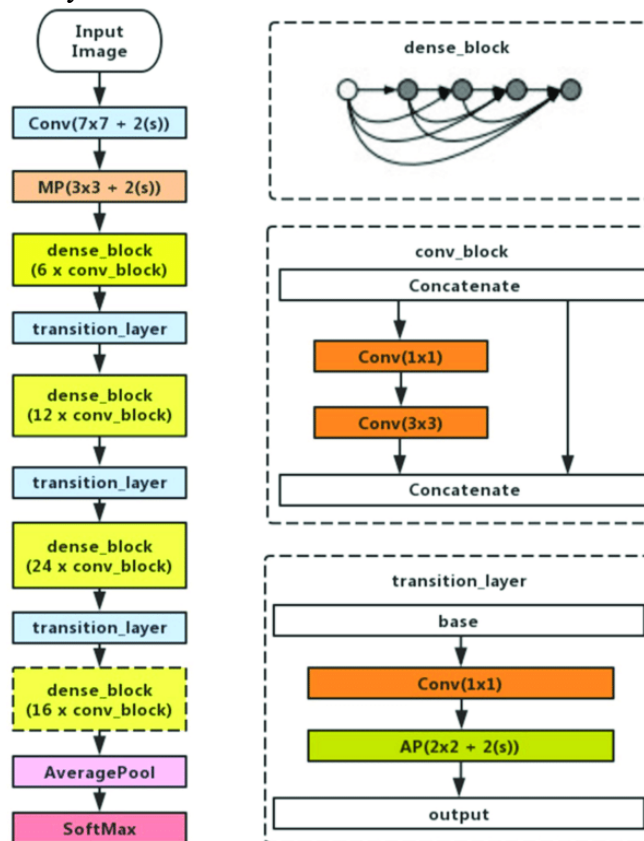 Input
Image
Conv(7x7 + 2(s))
MP(3x3 + 2(s))
dense_block
(6 x conv_block)
transition_layer
dense_block
(12 x conv_block)
transition_layer
dense_block
(24 x conv_block)
transition_layer
dense_block
(16 x conv_block)
AveragePool
SoftMax
dense_block
conv_block
Concatenate
Conv(1x1)
Conv(3x3)
Concatenate
transition_layer
base
Conv(1x1)
AP(2x2 + 2(s))
output